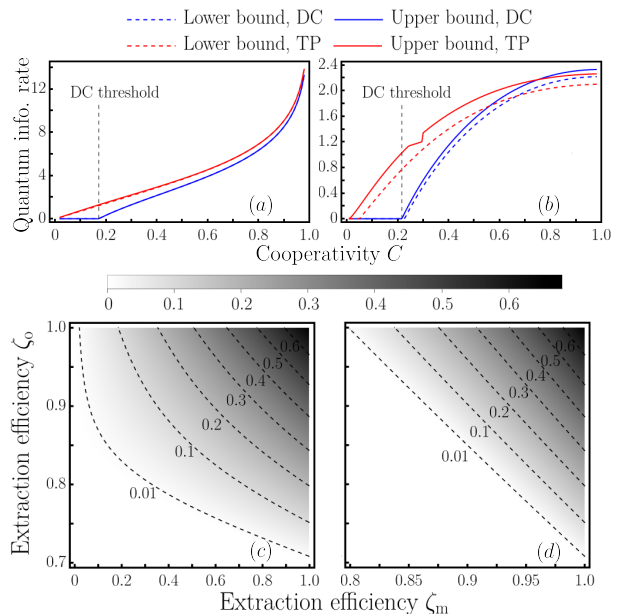 Lower bound, DC Upper bound, DC
Lower bound, TP Upper bound, TP
(a) (b)
DC threshold DC threshold
Quantum info. rate
12
8
4
0
2.4
2.0
1.6
1.2
0.8
0.4
0
0 0.2 0.4 0.6 0.8 1.0
0 0.2 0.4 0.6 0.8 1.0
Cooperativity C
0 0.1 0.2 0.3 0.4 0.5 0.6
Extraction efficiency ζo
1.0
0.9
0.8
0.7
0.6
0.5
0.4
0.3
0.2
0.1
0.01
(c)
0 0.2 0.4 0.6 0.8 1.0
0.6
0.5
0.4
0.3
0.2
0.1
0.01
(d)
0.8 0.85 0.9 0.95 1.0
Extraction efficiency ζm